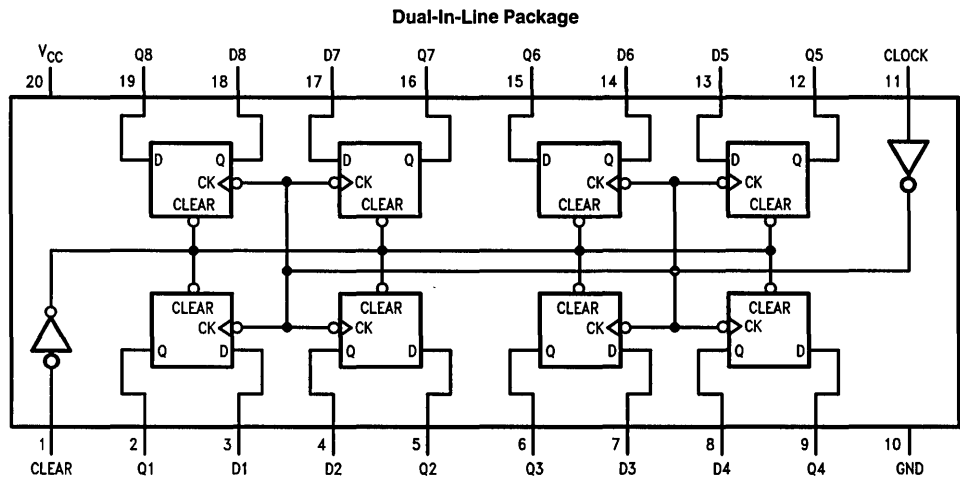 Dual-In-Line Package
VCC Q8 D8 D7 Q7 Q6 D6 D5 Q5 CLOCK
20 19 18 17 16 15 14 13 12 11
D Q D Q D Q D Q
CK CK CK CK
CLEAR CLEAR CLEAR CLEAR
CLEAR CLEAR CLEAR CLEAR
CK CK CK CK
Q D Q D Q D Q D
1 2 3 4 5 6 7 8 9 10
CLEAR Q1 D1 D2 Q2 Q3 D3 D4 Q4 GND